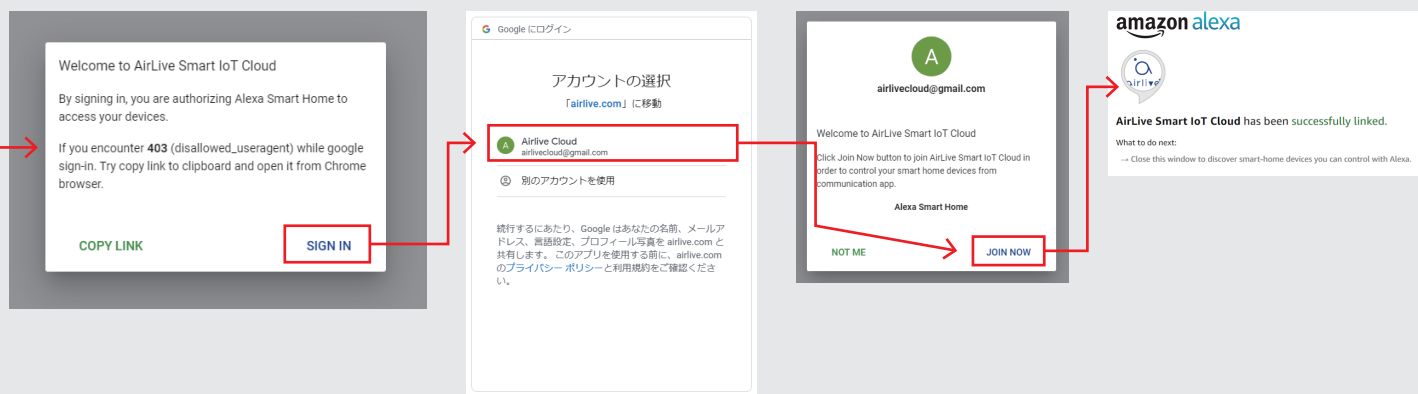 Welcome to AirLive Smart IoT Cloud
By signing in, you are authorizing Alexa Smart Home to
access your devices.
If you encounter 403 (disallowed_useragent) while google
sign-in. Try copy link to clipboard and open it from Chrome
browser.
COPY LINK
SIGN IN
G Google にログイン
アカウントの選択
「airlive.com」に移動
A
Airlive Cloud
airlivecloud@gmail.com
別のアカウントを使用
続行するにあたり、Google はあなたの名前、メールア
ドレス、言語設定、プロフィール写真を airlive.com と
共有します。 このアプリを使用する前に、airlive.com
のプライバシー ポリシーと利用規約をご確認くださ
い。
A
airlivecloud@gmail.com
Welcome to AirLive Smart IoT Cloud
Click Join Now button to join AirLive Smart IoT Cloud in
order to control your smart home devices from
communication app.
Alexa Smart Home
NOT ME
JOIN NOW
amazon alexa
airlive
AirLive Smart IoT Cloud has been successfully linked.
What to do next:
→ Close this window to discover smart-home devices you can control with Alexa.